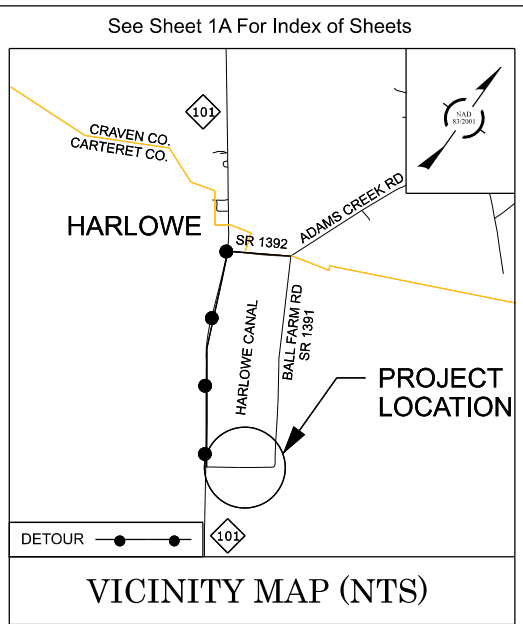 See Sheet 1A For Index of Sheets
NAD
83/2001
101
CRAVEN CO.
CARTERET CO.
ADAMS CREEK RD
HARLOWE
SR 1392
HARLOWE CANAL
BALL FARM RD
SR 1391
PROJECT
LOCATION
DETOUR
101
VICINITY MAP (NTS)